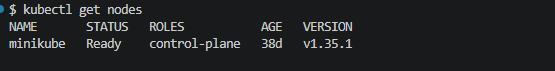 $ kubectl get nodes
NAME       STATUS   ROLES           AGE   VERSION
minikube   Ready    control-plane   38d   v1.35.1